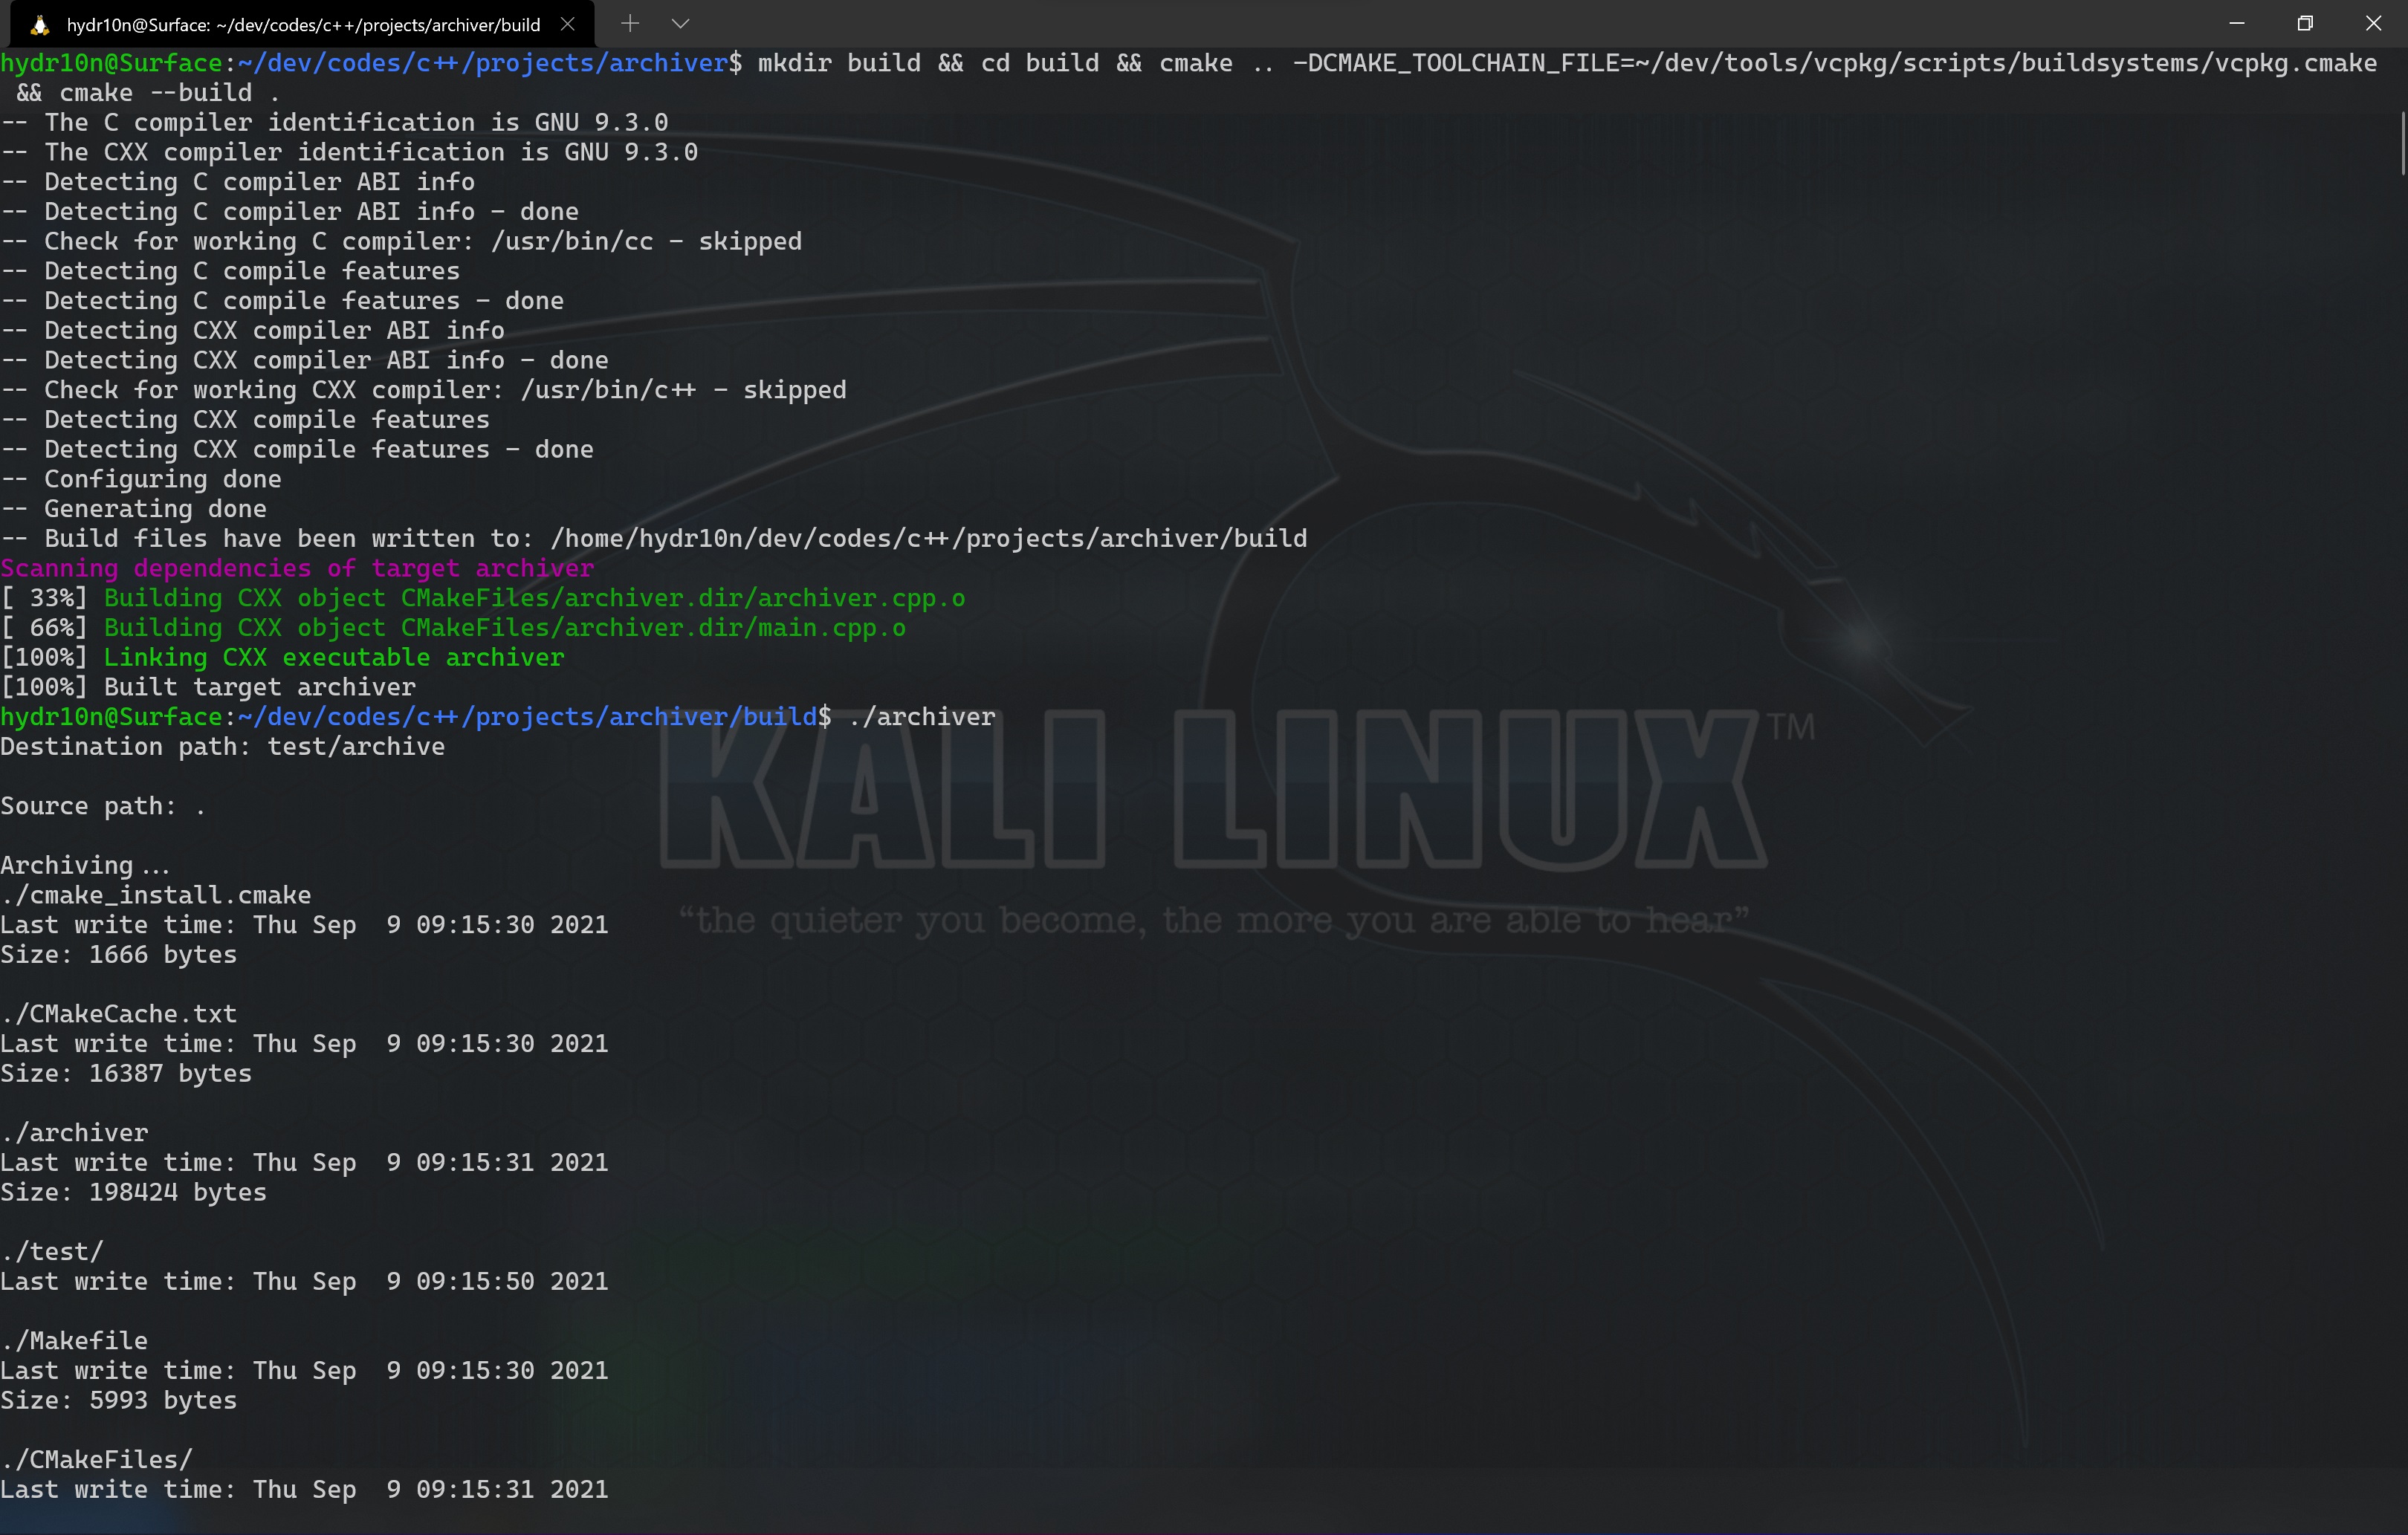 hydr10n@Surface: ~/dev/codes/c++/projects/archiver/build
hydr10n@Surface:~/dev/codes/c++/projects/archiver$ mkdir build && cd build && cmake .. -DCMAKE_TOOLCHAIN_FILE=~/dev/tools/vcpkg/scripts/buildsystems/vcpkg.cmake
&& cmake --build .
-- The C compiler identification is GNU 9.3.0
-- The CXX compiler identification is GNU 9.3.0
-- Detecting C compiler ABI info
-- Detecting C compiler ABI info - done
-- Check for working C compiler: /usr/bin/cc - skipped
-- Detecting C compile features
-- Detecting C compile features - done
-- Detecting CXX compiler ABI info
-- Detecting CXX compiler ABI info - done
-- Check for working CXX compiler: /usr/bin/c++ - skipped
-- Detecting CXX compile features
-- Detecting CXX compile features - done
-- Configuring done
-- Generating done
-- Build files have been written to: /home/hydr10n/dev/codes/c++/projects/archiver/build
Scanning dependencies of target archiver
[ 33%] Building CXX object CMakeFiles/archiver.dir/archiver.cpp.o
[ 66%] Building CXX object CMakeFiles/archiver.dir/main.cpp.o
[100%] Linking CXX executable archiver
[100%] Built target archiver
hydr10n@Surface:~/dev/codes/c++/projects/archiver/build$ ./archiver
Destination path: test/archive
Source path: .
Archiving...
./cmake_install.cmake
Last write time: Thu Sep  9 09:15:30 2021
Size: 1666 bytes
./CMakeCache.txt
Last write time: Thu Sep  9 09:15:30 2021
Size: 16387 bytes
./archiver
Last write time: Thu Sep  9 09:15:31 2021
Size: 198424 bytes
./test/
Last write time: Thu Sep  9 09:15:50 2021
./Makefile
Last write time: Thu Sep  9 09:15:30 2021
Size: 5993 bytes
./CMakeFiles/
Last write time: Thu Sep  9 09:15:31 2021
KALI LINUX™
“the quieter you become, the more you are able to hear”